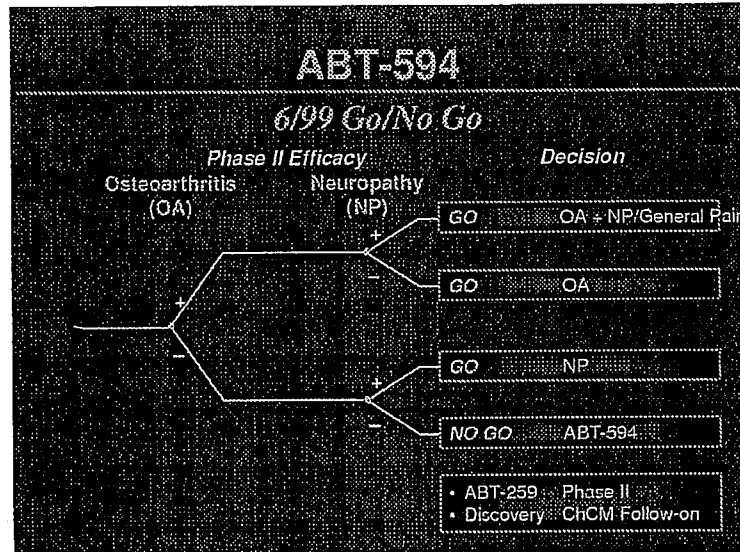 ABT-594
6/99 Go/No Go
Phase II Efficacy Decision
Osteoarthritis Neuropathy
(OA) (NP)
+ GO OA + NP/General Pain
- GO OA
+
-
+ GO NP
- NO GO ABT-594
• ABT-259 Phase II
• Discovery ChCM Follow-on